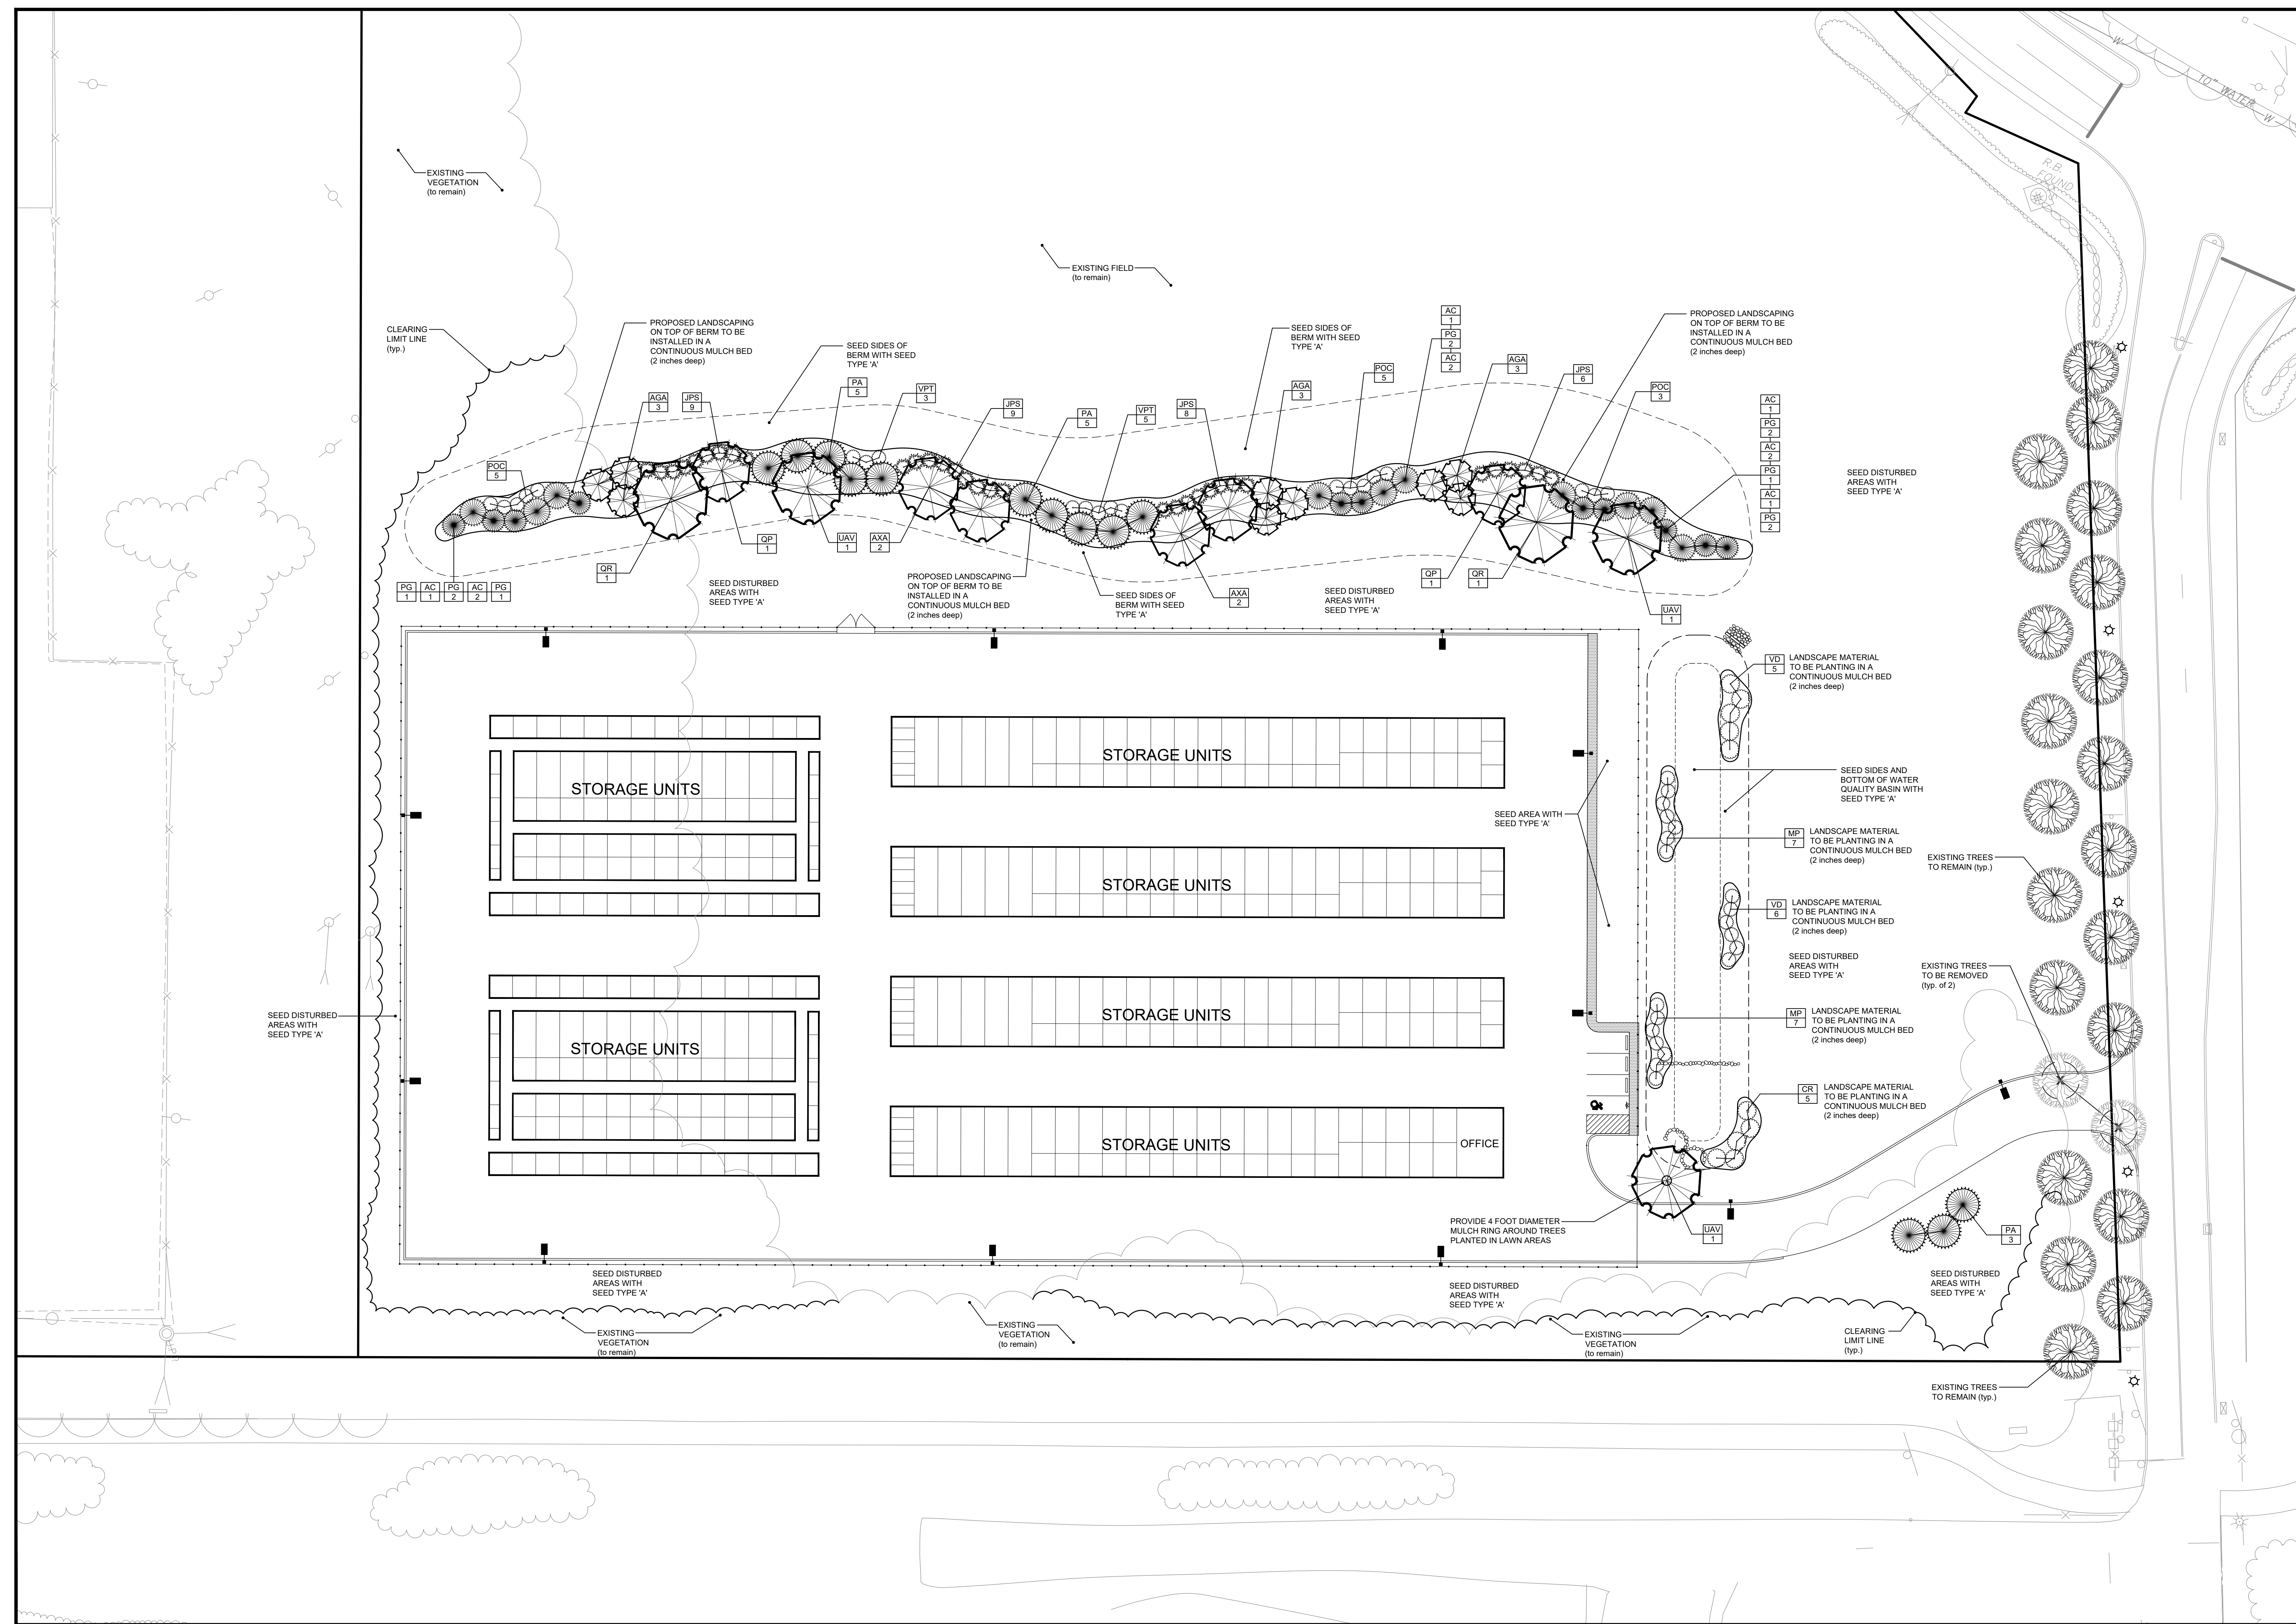 10" WATER
W
W
R.B.
FOUND
EXISTING
VEGETATION
(to remain)
EXISTING FIELD
(to remain)
CLEARING
LIMIT LINE
(typ.)
PROPOSED LANDSCAPING
ON TOP OF BERM TO BE
INSTALLED IN A
CONTINUOUS MULCH BED
(2 inches deep)
SEED SIDES OF
BERM WITH SEED
TYPE 'A'
SEED SIDES OF
BERM WITH SEED
TYPE 'A'
AC
1
PG
2
AC
2
PROPOSED LANDSCAPING
ON TOP OF BERM TO BE
INSTALLED IN A
CONTINUOUS MULCH BED
(2 inches deep)
POC
5
AGA
3
JPS
9
PA
5
VPT
3
JPS
9
PA
5
VPT
5
JPS
8
AGA
3
POC
5
AGA
3
JPS
6
POC
3
AC
1
PG
2
AC
2
PG
1
AC
1
PG
2
SEED DISTURBED
AREAS WITH
SEED TYPE 'A'
PG
1
AC
1
PG
2
AC
2
PG
1
QR
1
QP
1
UAV
1
AXA
2
SEED DISTURBED
AREAS WITH
SEED TYPE 'A'
PROPOSED LANDSCAPING
ON TOP OF BERM TO BE
INSTALLED IN A
CONTINUOUS MULCH BED
(2 inches deep)
SEED SIDES OF
BERM WITH SEED
TYPE 'A'
AXA
2
SEED DISTURBED
AREAS WITH
SEED TYPE 'A'
QP
1
QR
1
UAV
1
VD
5
LANDSCAPE MATERIAL
TO BE PLANTING IN A
CONTINUOUS MULCH BED
(2 inches deep)
STORAGE UNITS
STORAGE UNITS
SEED SIDES AND
BOTTOM OF WATER
QUALITY BASIN WITH
SEED TYPE 'A'
SEED AREA WITH
SEED TYPE 'A'
MP
7
LANDSCAPE MATERIAL
TO BE PLANTING IN A
CONTINUOUS MULCH BED
(2 inches deep)
EXISTING TREES
TO REMAIN (typ.)
STORAGE UNITS
VD
6
LANDSCAPE MATERIAL
TO BE PLANTING IN A
CONTINUOUS MULCH BED
(2 inches deep)
SEED DISTURBED
AREAS WITH
SEED TYPE 'A'
EXISTING TREES
TO BE REMOVED
(typ. of 2)
SEED DISTURBED
AREAS WITH
SEED TYPE 'A'
STORAGE UNITS
STORAGE UNITS
MP
7
LANDSCAPE MATERIAL
TO BE PLANTING IN A
CONTINUOUS MULCH BED
(2 inches deep)
CR
5
LANDSCAPE MATERIAL
TO BE PLANTING IN A
CONTINUOUS MULCH BED
(2 inches deep)
STORAGE UNITS
OFFICE
PROVIDE 4 FOOT DIAMETER
MULCH RING AROUND TREES
PLANTED IN LAWN AREAS
UAV
1
PA
3
SEED DISTURBED
AREAS WITH
SEED TYPE 'A'
SEED DISTURBED
AREAS WITH
SEED TYPE 'A'
SEED DISTURBED
AREAS WITH
SEED TYPE 'A'
EXISTING
VEGETATION
(to remain)
EXISTING
VEGETATION
(to remain)
EXISTING
VEGETATION
(to remain)
CLEARING
LIMIT LINE
(typ.)
EXISTING TREES
TO REMAIN (typ.)